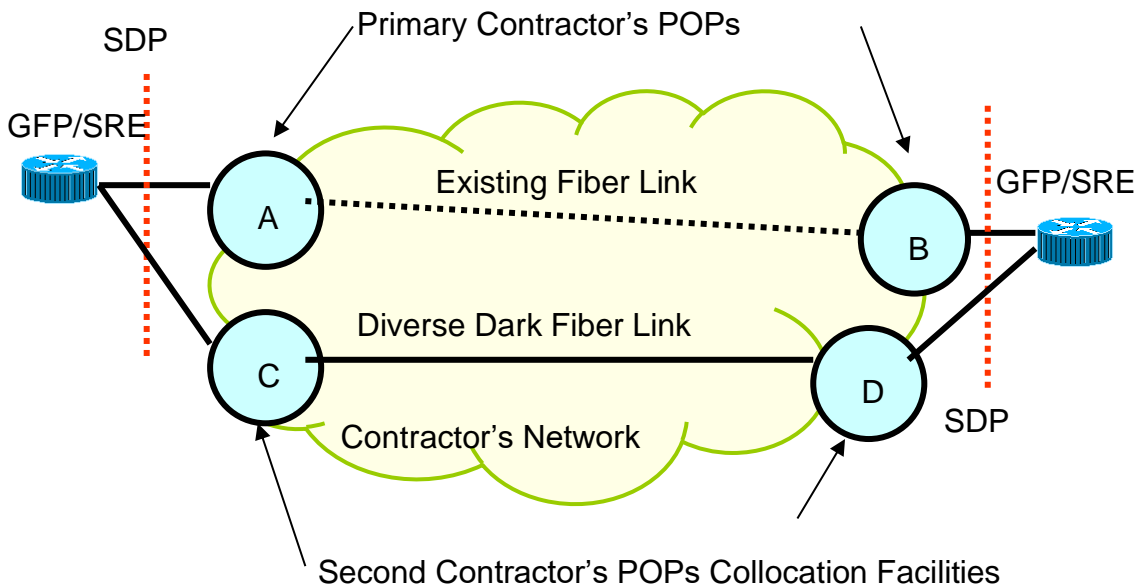 Primary Contractor's POPs
SDP
GFP/SRE
A
Existing Fiber Link
GFP/SRE
B
Diverse Dark Fiber Link
C
D
SDP
Contractor's Network
Second Contractor's POPs Collocation Facilities